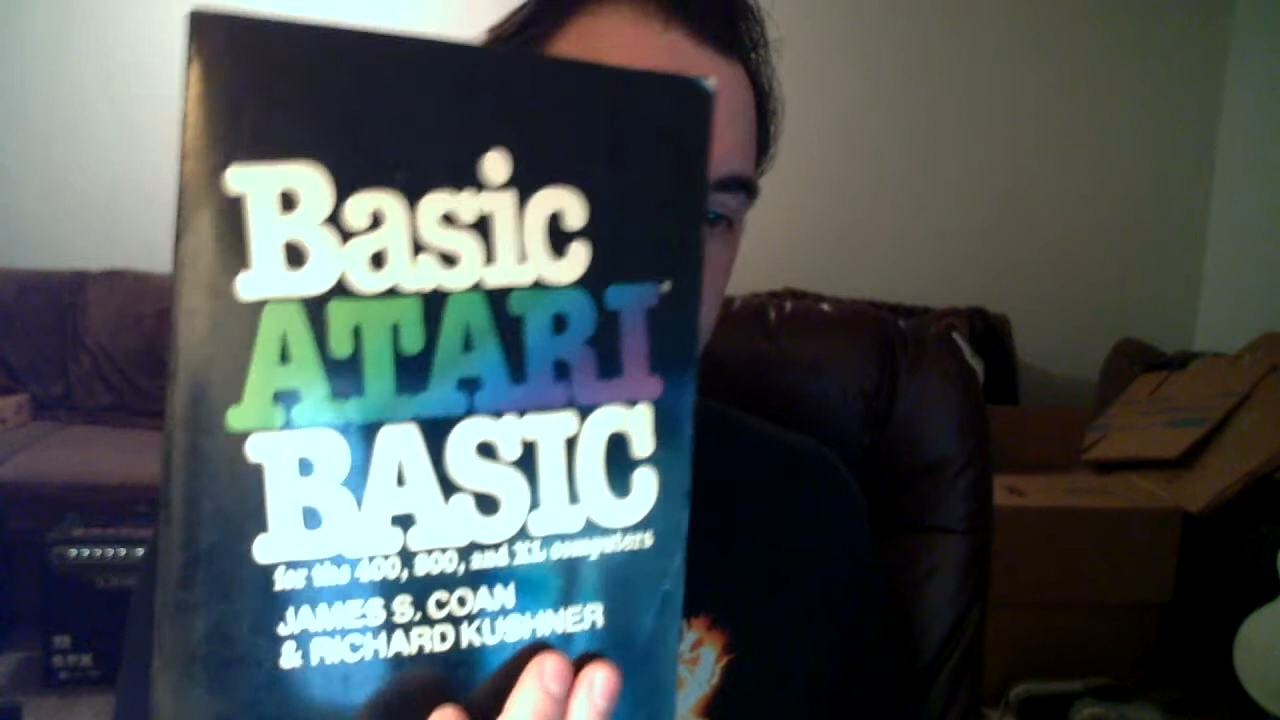 Basic
ATARI
BASIC
for the 400, 800, and XL computers
JAMES S. COAN
& RICHARD KUSHNER